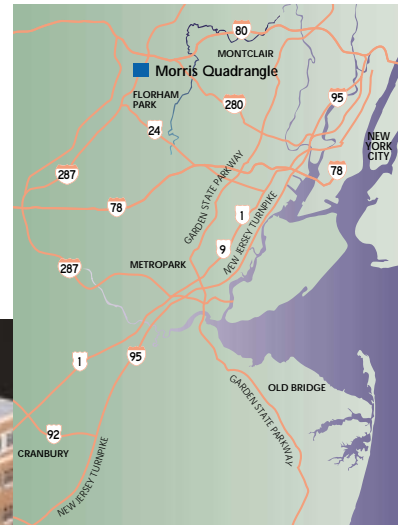 80
MONTCLAIR
Morris Quadrangle
FLORHAM
PARK
280
95
24
NEW
YORK
CITY
287
78
78
GARDEN STATE PARKWAY
1
9
NEW JERSEY TURNPIKE
METROPARK
287
95
1
OLD BRIDGE
GARDEN STATE PARKWAY
92
CRANBURY
NEW JERSEY TURNPIKE